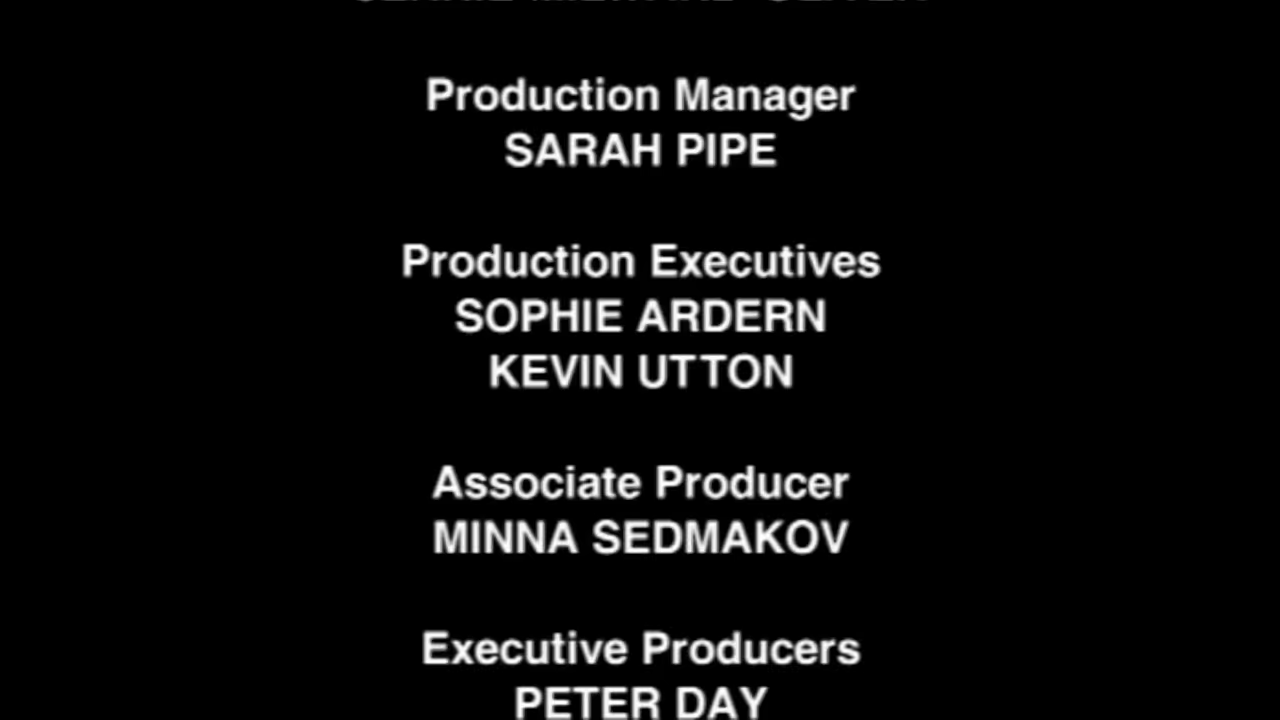 Production Manager
SARAH PIPE
Production Executives
SOPHIE ARDERN
KEVIN UTTON
Associate Producer
MINNA SEDMAKOV
Executive Producers
PETER DAY